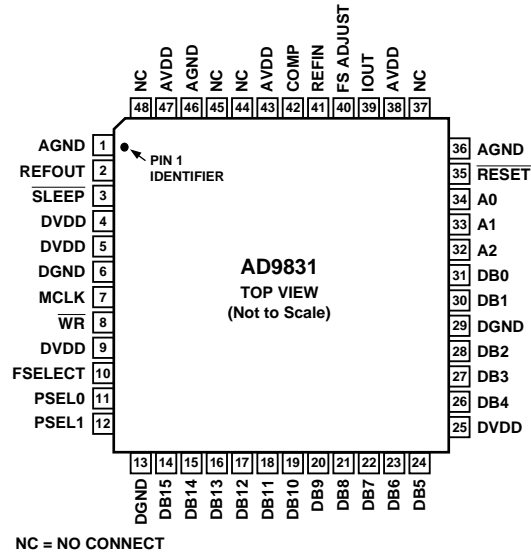 NC
AVDD
AGND
NC
NC
AVDD
COMP
REFIN
FS ADJUST
IOUT
AVDD
NC
48 47 46 45 44 43 42 41 40 39 38 37
AGND 1
REFOUT 2
SLEEP 3
DVDD 4
DVDD 5
DGND 6
MCLK 7
WR 8
DVDD 9
FSELECT 10
PSEL0 11
PSEL1 12
PIN 1
IDENTIFIER
AD9831
TOP VIEW
(Not to Scale)
36 AGND
35 RESET
34 A0
33 A1
32 A2
31 DB0
30 DB1
29 DGND
28 DB2
27 DB3
26 DB4
25 DVDD
13 14 15 16 17 18 19 20 21 22 23 24
DGND
DB15
DB14
DB13
DB12
DB11
DB10
DB9
DB8
DB7
DB6
DB5
NC = NO CONNECT